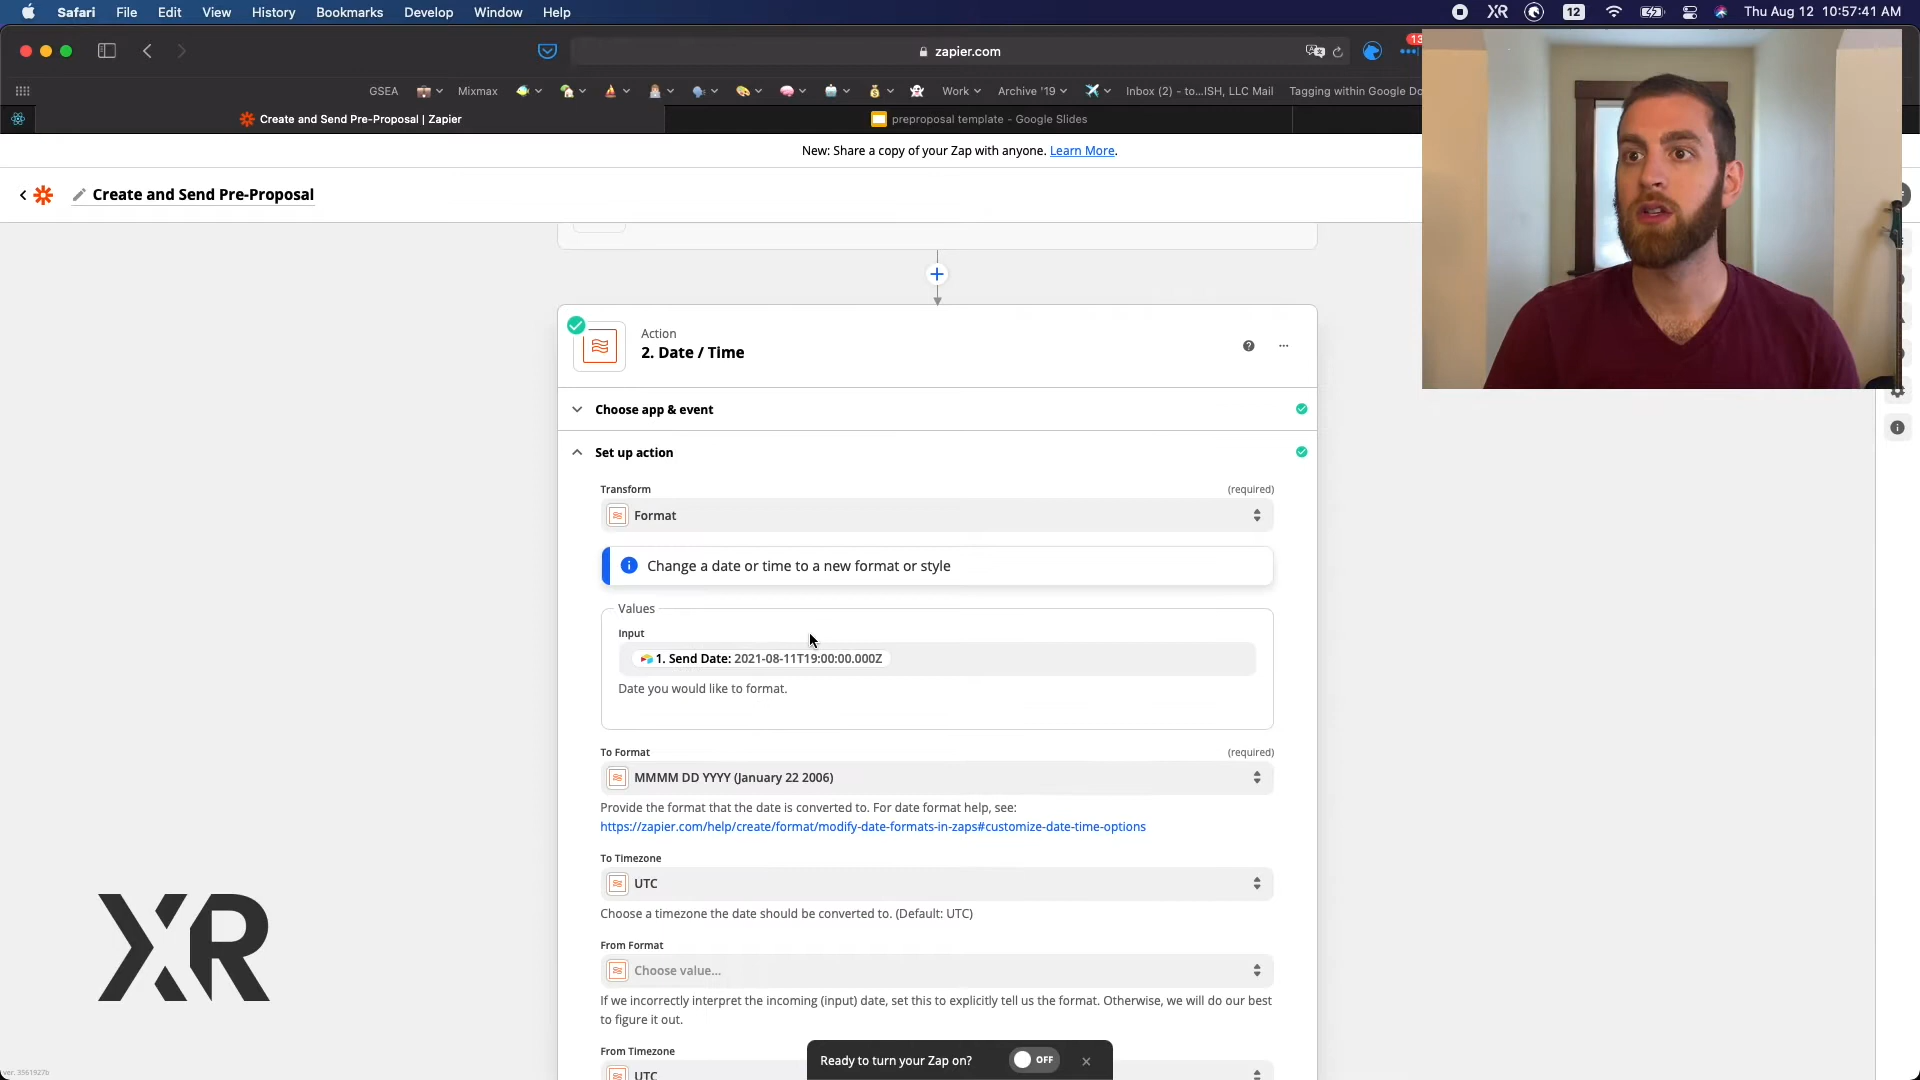 Safari File Edit View History Bookmarks Develop Window Help
XR 12 Thu Aug 12 10:57:41 AM
zapier.com
13
GSEA Mixmax Work Archive '19 Inbox (2) - to...ISH, LLC Mail Tagging within Google Do
Create and Send Pre-Proposal | Zapier
preproposal template - Google Slides
New: Share a copy of your Zap with anyone. Learn More.
Create and Send Pre-Proposal
Action
2. Date / Time
Choose app & event
Set up action
Transform (required)
Format
Change a date or time to a new format or style
Values
Input
1. Send Date: 2021-08-11T19:00:00.000Z
Date you would like to format.
To Format (required)
MMMM DD YYYY (January 22 2006)
Provide the format that the date is converted to. For date format help, see:
https://zapier.com/help/create/format/modify-date-formats-in-zaps#customize-date-time-options
To Timezone
UTC
Choose a timezone the date should be converted to. (Default: UTC)
From Format
Choose value...
If we incorrectly interpret the incoming (input) date, set this to explicitly tell us the format. Otherwise, we will do our best
to figure it out.
From Timezone
UTC
Ready to turn your Zap on? OFF
XR
ver. 3561927b